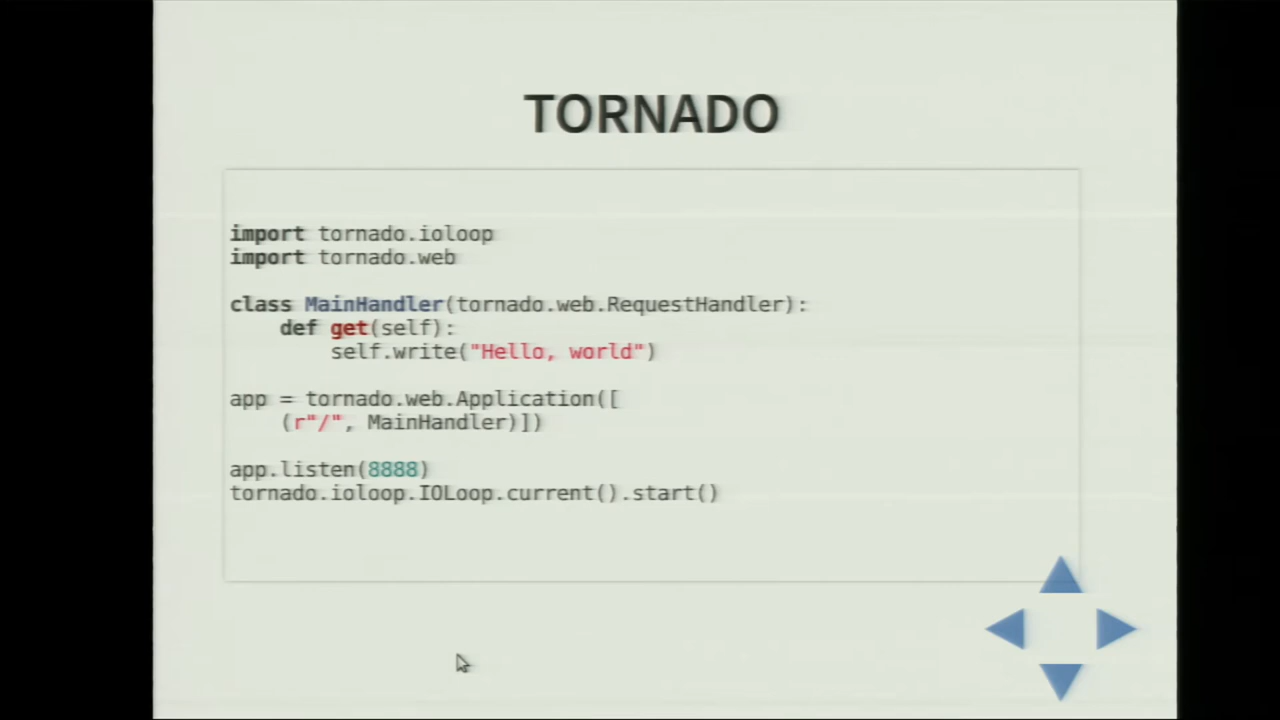 TORNADO
import tornado.ioloop
import tornado.web
class MainHandler(tornado.web.RequestHandler):
    def get(self):
        self.write("Hello, world")
app = tornado.web.Application([
    (r"/", MainHandler)])
app.listen(8888)
tornado.ioloop.IOLoop.current().start()